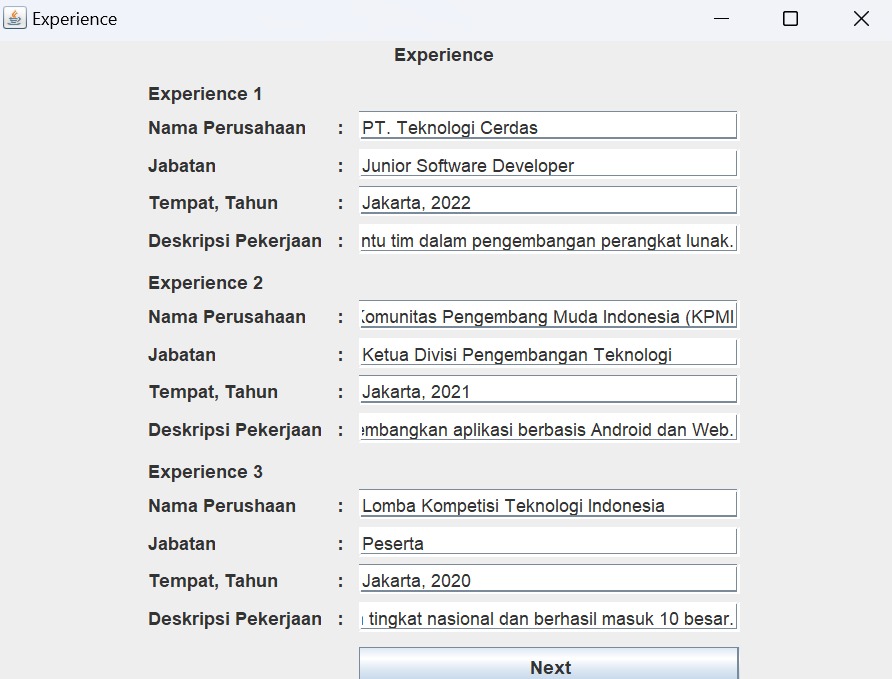 Experience
Experience
Experience 1
Nama Perusahaan : PT. Teknologi Cerdas
Jabatan : Junior Software Developer
Tempat, Tahun : Jakarta, 2022
Deskripsi Pekerjaan : tim dalam pengembangan perangkat lunak.
Experience 2
Nama Perusahaan : Komunitas Pengembang Muda Indonesia (KPMI
Jabatan : Ketua Divisi Pengembangan Teknologi
Tempat, Tahun : Jakarta, 2021
Deskripsi Pekerjaan : aplikasi berbasis Android dan Web.
Experience 3
Nama Perushaan : Lomba Kompetisi Teknologi Indonesia
Jabatan : Peserta
Tempat, Tahun : Jakarta, 2020
Deskripsi Pekerjaan : tingkat nasional dan berhasil masuk 10 besar.
Next